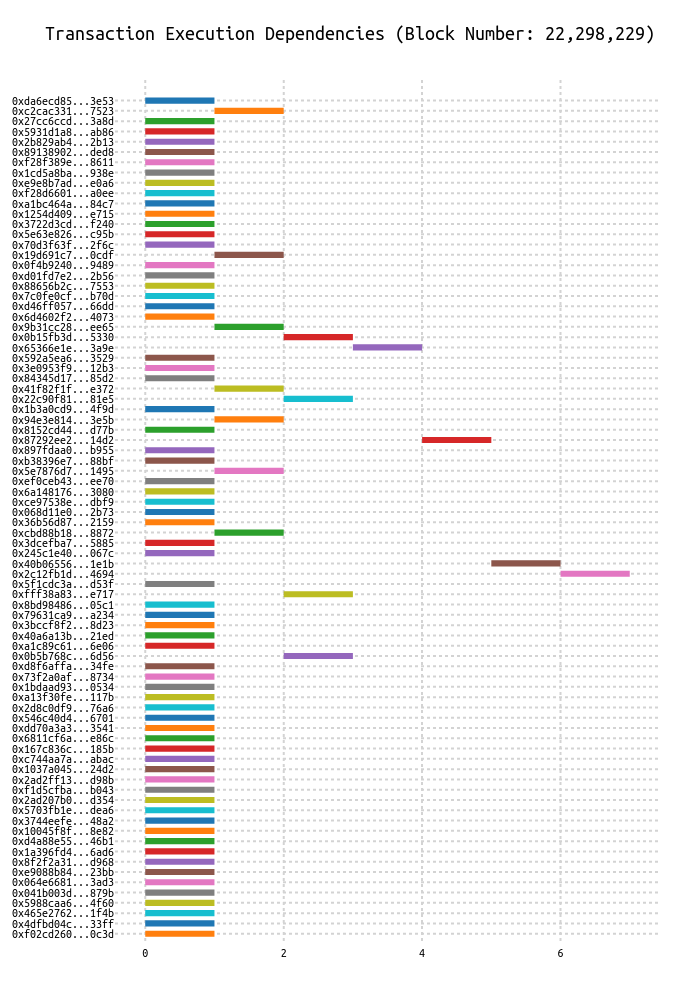 Transaction Execution Dependencies (Block Number: 22,298,229)
0xda6ecd85...3e53
0xc2cac331...7523
0x27cc6ccd...3a8d
0x5931d1a8...ab86
0x2b829ab4...2b13
0x89138902...ded8
0xf28f389e...8611
0x1cd5a8ba...938e
0xe9e8b7ad...e0a6
0xf28d6601...a0ee
0xa1bc464a...84c7
0x1254d409...e715
0x3722d3cd...f240
0x5e63e826...c95b
0x70d3f63f...2f6c
0x19d691c7...0cdf
0x0f4b9240...9489
0xd01fd7e2...2b56
0x88656b2c...7553
0x7c0fe0cf...b70d
0xd46ff057...66dd
0x6d4602f2...4073
0x9b31cc28...ee65
0x0b15fb3d...5330
0x65366e1e...3a9e
0x592a5ea6...3529
0x3e0953f9...12b3
0x84345d17...85d2
0x41f82f1f...e372
0x22c90f81...81e5
0x1b3a0cd9...4f9d
0x94e3e814...3e5b
0x8152cd44...d77b
0x87292ee2...14d2
0x897fdaa0...b955
0xb38396e7...88bf
0x5e7876d7...1495
0xef0ceb43...ee70
0x6a148176...3080
0xce97538e...dbf9
0x068d11e0...2b73
0x36b56d87...2159
0xcbd88b18...8872
0x3dcefba7...5885
0x245c1e40...067c
0x40b06556...1e1b
0x2c12fb1d...4694
0x5f1cdc3a...d53f
0xfff38a83...e717
0x8bd98486...05c1
0x79631ca9...a234
0x3bccf8f2...8d23
0x40a6a13b...21ed
0xa1c89c61...6e06
0x0b5b768c...6d56
0xd8f6affa...34fe
0x73f2a0af...8734
0x1bdaad93...0534
0xa13f30fe...117b
0x2d8c0df9...76a6
0x546c40d4...6701
0xdd70a3a3...3541
0x6811cf6a...e86c
0x167c836c...185b
0xc744aa7a...abac
0x1037a045...24d2
0x2ad2ff13...d98b
0xf1d5cfba...b043
0x2ad207b0...d354
0x5703fb1e...dea6
0x3744eefe...48a2
0x10045f8f...8e82
0xd4a88e55...46b1
0x1a396fd4...6ad6
0x8f2f2a31...d968
0xe9088b84...23bb
0x064e6681...3ad3
0x041b003d...879b
0x5988caa6...4f60
0x465e2762...1f4b
0x4dfbd04c...33ff
0xf02cd260...0c3d
0 2 4 6